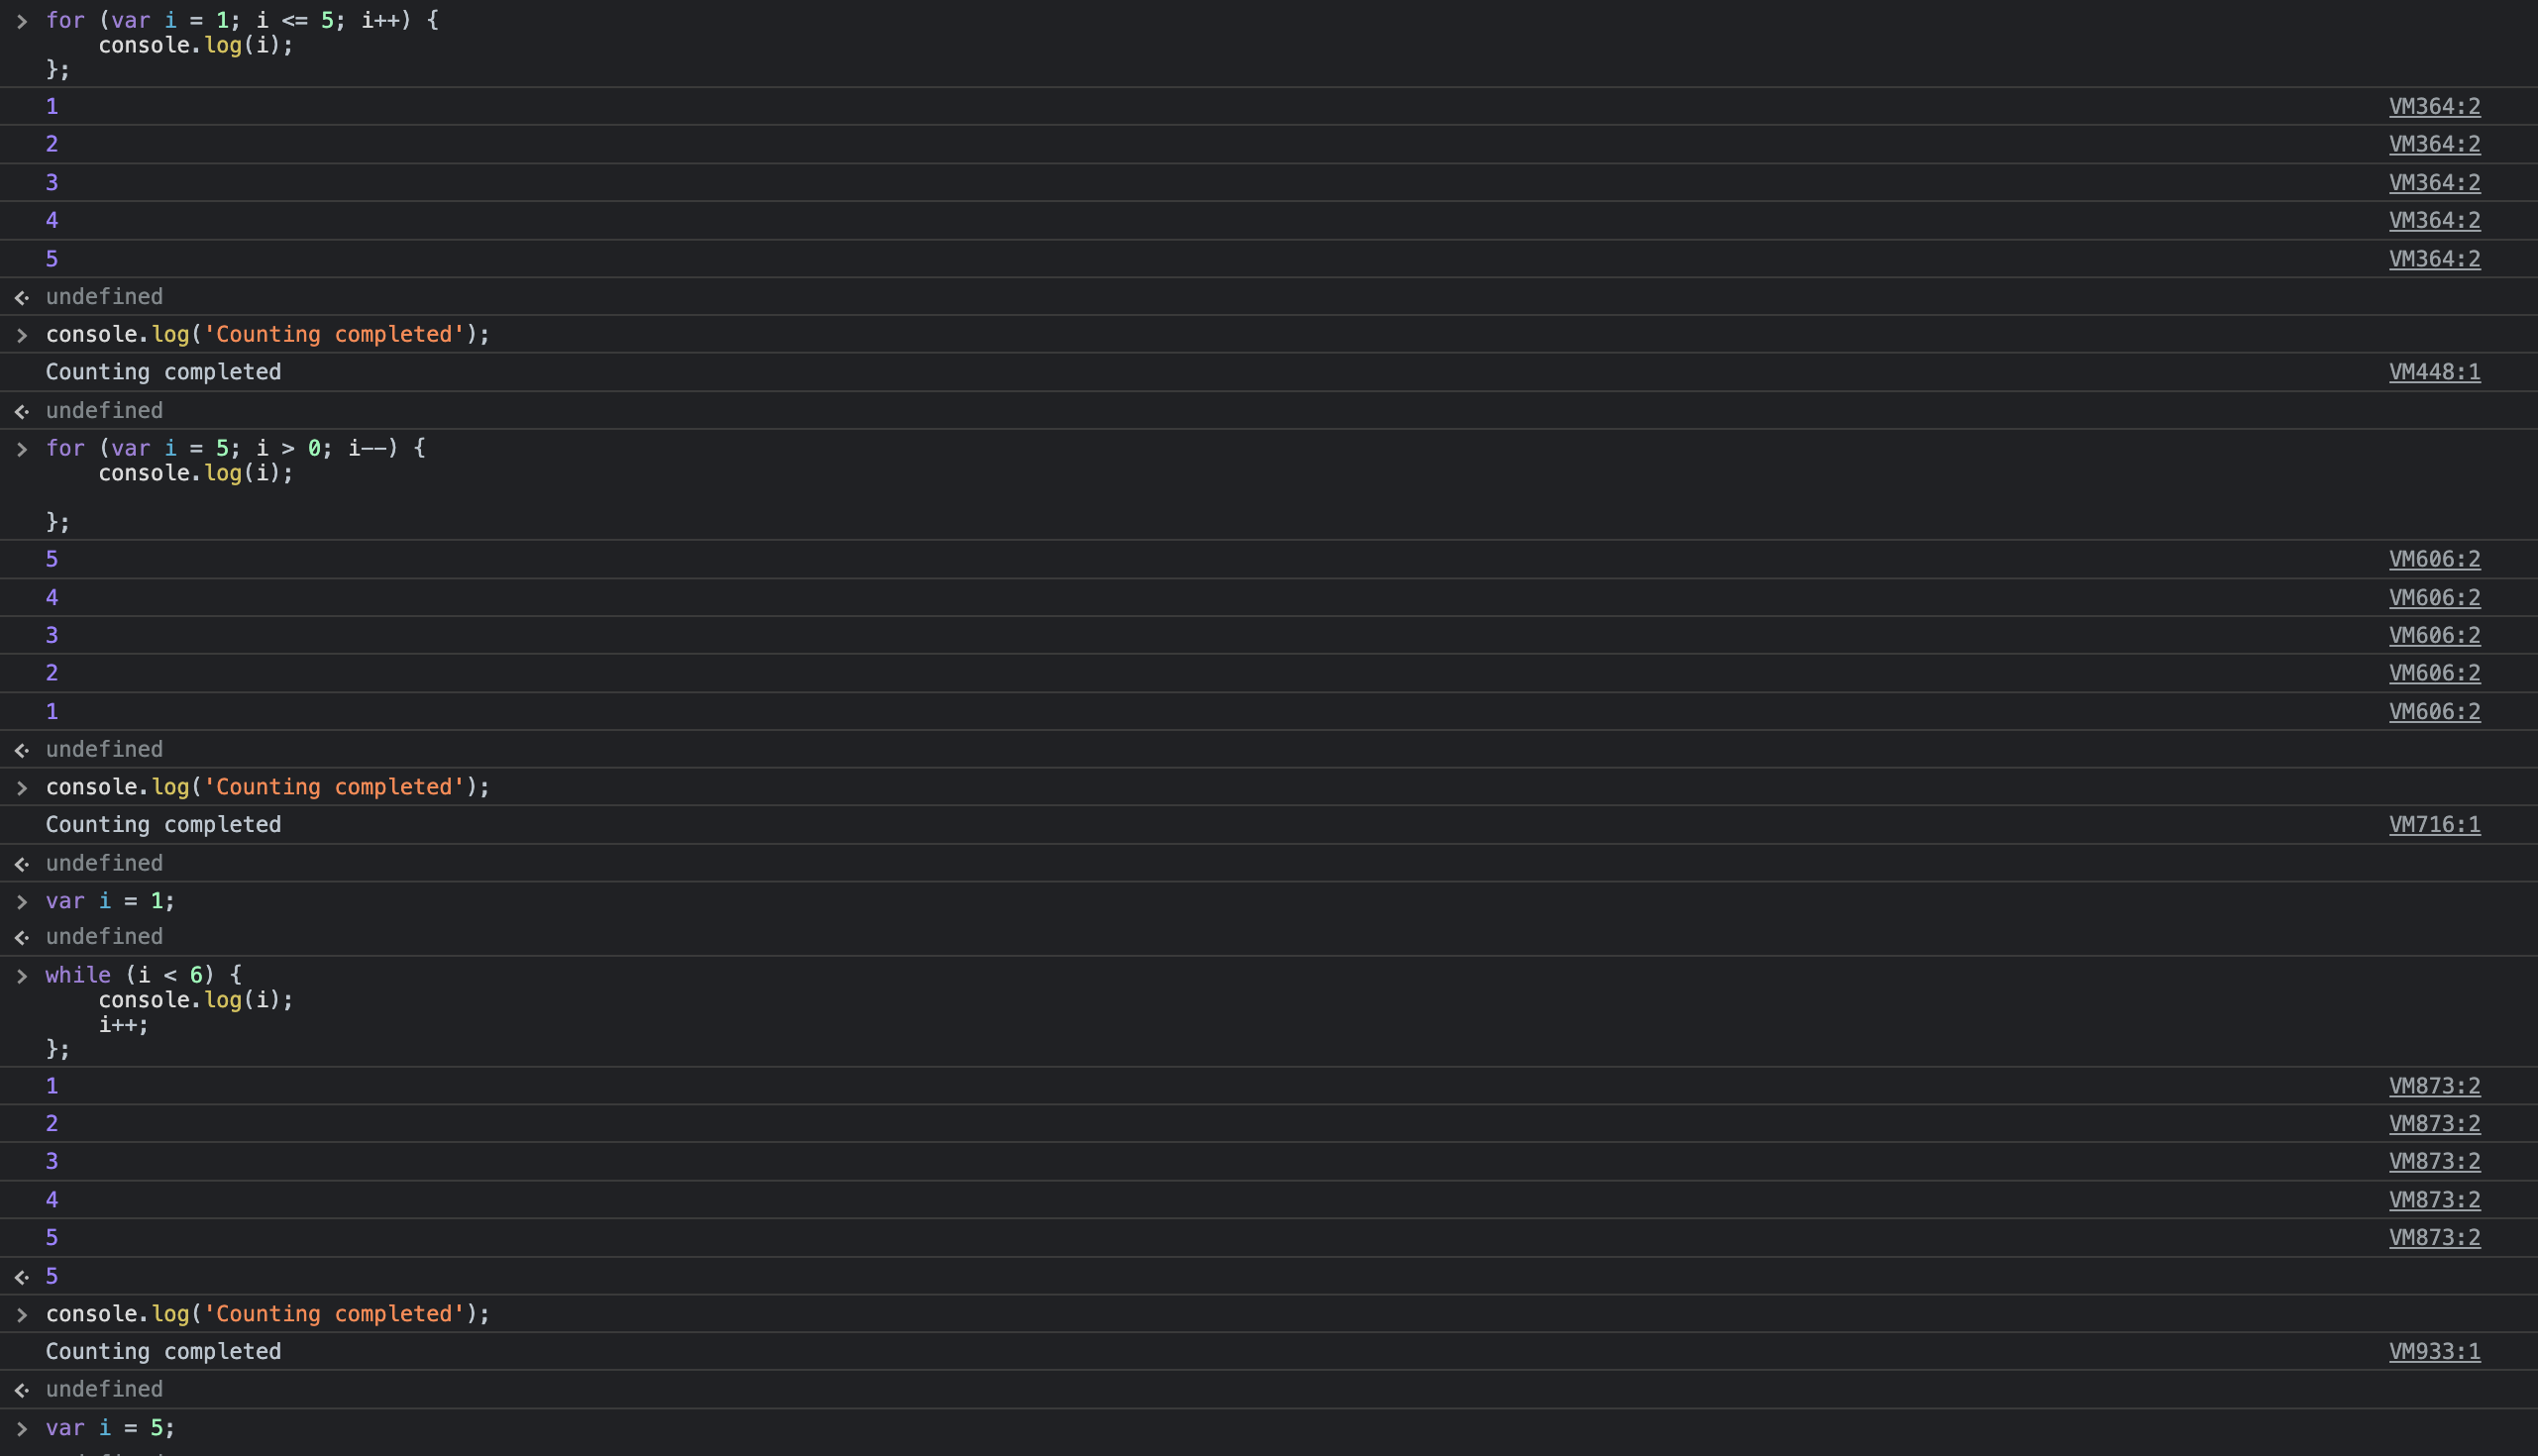 for (var i = 1; i <= 5; i++) {
    console.log(i);
};
1 VM364:2
2 VM364:2
3 VM364:2
4 VM364:2
5 VM364:2
undefined
console.log('Counting completed');
Counting completed VM448:1
undefined
for (var i = 5; i > 0; i--) {
    console.log(i);

};
5 VM606:2
4 VM606:2
3 VM606:2
2 VM606:2
1 VM606:2
undefined
console.log('Counting completed');
Counting completed VM716:1
undefined
var i = 1;
undefined
while (i < 6) {
    console.log(i);
    i++;
};
1 VM873:2
2 VM873:2
3 VM873:2
4 VM873:2
5 VM873:2
5
console.log('Counting completed');
Counting completed VM933:1
undefined
var i = 5;